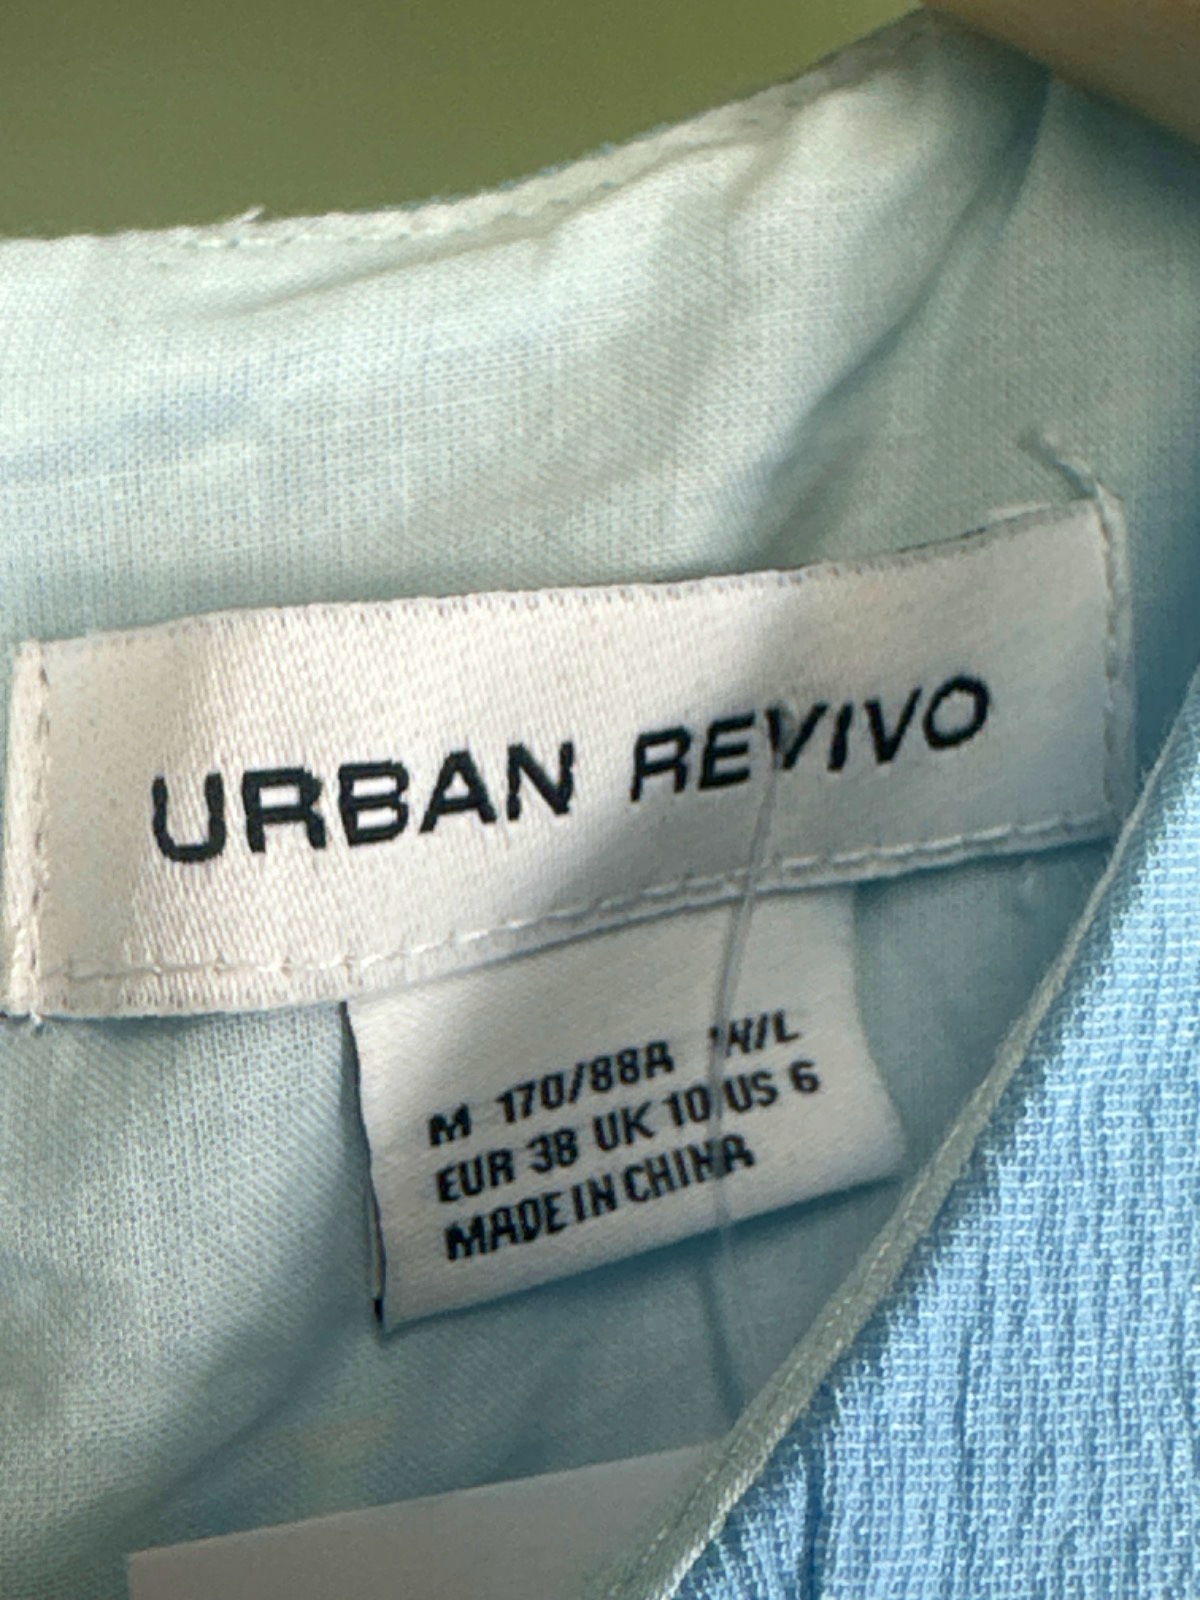 URBAN REVIVO
M 170/88A
EUR 38 UK 10 US 6
MADE IN CHINA